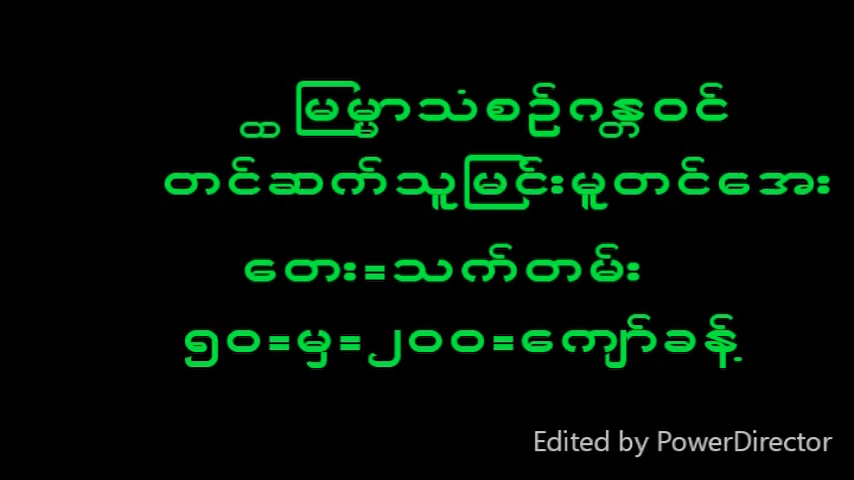 ္ထ မြမ္မာသံစဉ်ဂန္တဝင်
တင်ဆက်သူမြင်းမူတင်အေး
တေး=သက်တမ်း
၅၀=မှ=၂၀၀=ကျော်ခန့်
Edited by PowerDirector